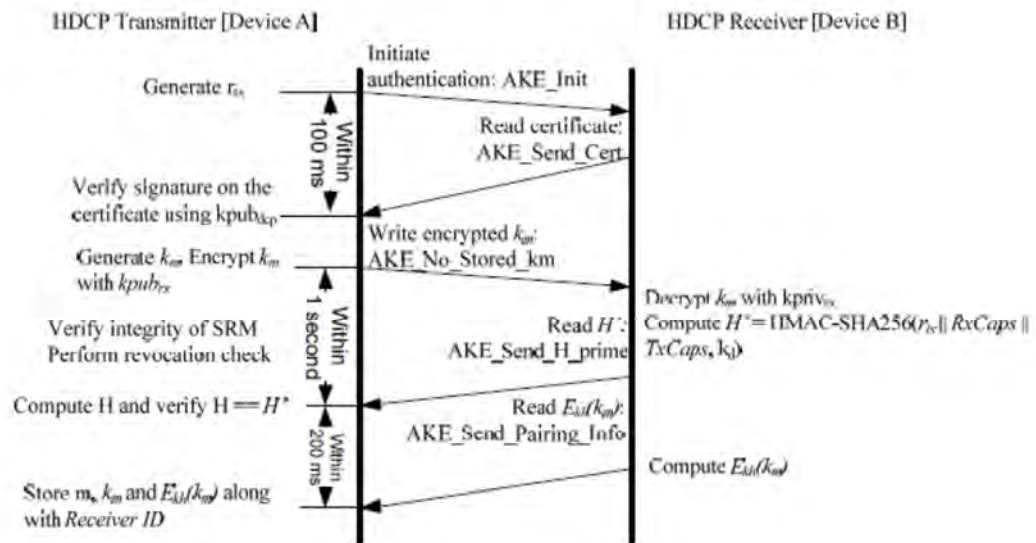 HDCP Transmitter [Device A]
HDCP Receiver [Device B]
Initiate
authentication: AKE_Init
Generate rtx
Within
100 ms
Read certificate:
AKE_Send_Cert
Verify signature on the
certificate using kpubdcp
Write encrypted km:
AKE_No_Stored_km
Generate km. Encrypt km
with kpubrx
Within
1 second
Decrypt km with kprivrx
Compute H' = HMAC-SHA256(rtx || RxCaps ||
TxCaps, kd)
Verify integrity of SRM
Perform revocation check
Read H':
AKE_Send_H_prime
Compute H and verify H == H'
Within
200 ms
Read Ekh(km):
AKE_Send_Pairing_Info
Compute Ekh(km)
Store m, km and Ekh(km) along
with Receiver ID